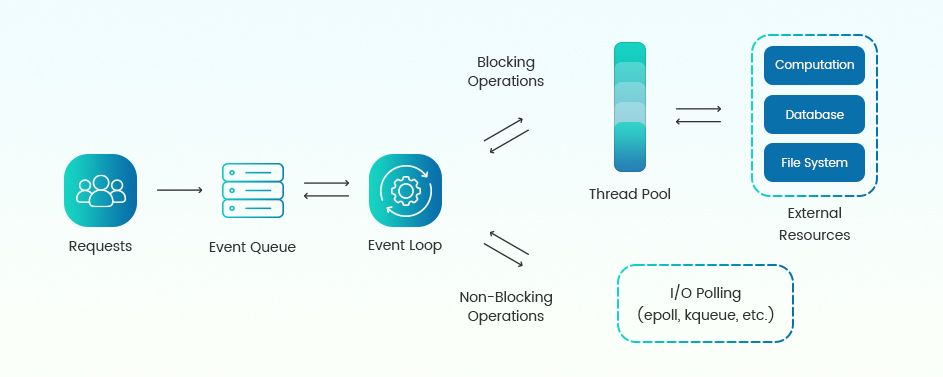 Requests
Event Queue
Event Loop
Blocking
Operations
Non-Blocking
Operations
Thread Pool
Computation
Database
File System
External
Resources
I/O Polling
(epoll, kqueue, etc.)